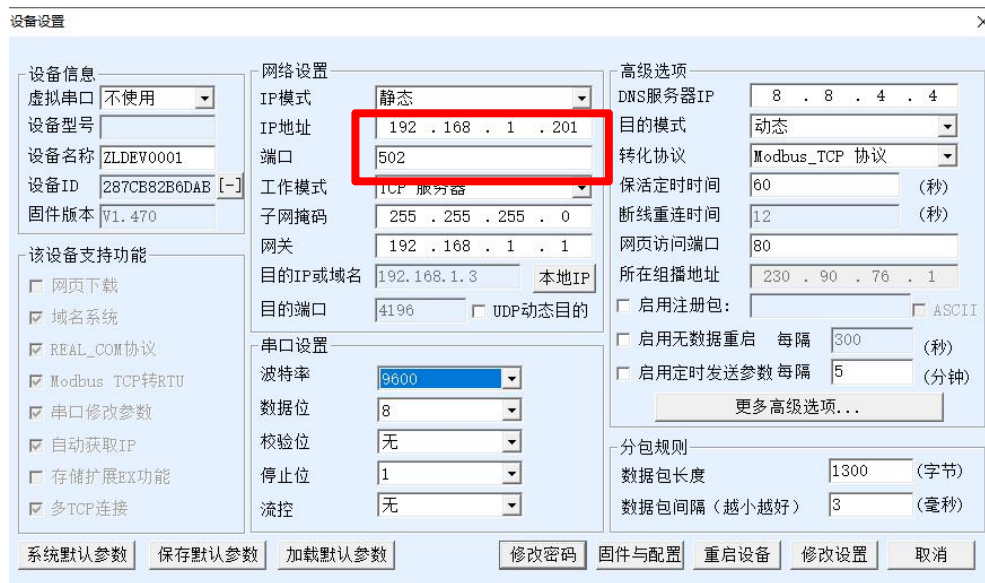 设备设置
设备信息
虚拟串口 不使用
设备型号
设备名称 ZLDEV0001
设备ID 287CB82B6DAB [-]
固件版本 V1.470
该设备支持功能
网页下载
域名系统
REAL_COM协议
Modbus TCP转RTU
串口修改参数
自动获取IP
存储扩展EX功能
多TCP连接
网络设置
IP模式 静态
IP地址 192 . 168 . 1 . 201
端口 502
工作模式 TCP 服务器
子网掩码 255 . 255 . 255 . 0
网关 192 . 168 . 1 . 1
目的IP或域名 192.168.1.3 本地IP
目的端口 4196 UDP动态目的
串口设置
波特率 9600
数据位 8
校验位 无
停止位 1
流控 无
高级选项
DNS服务器IP 8 . 8 . 4 . 4
目的模式 动态
转化协议 Modbus_TCP 协议
保活定时时间 60 (秒)
断线重连时间 12 (秒)
网页访问端口 80
所在组播地址 230 . 90 . 76 . 1
启用注册包: ASCII
启用无数据重启 每隔 300 (秒)
启用定时发送参数 每隔 5 (分钟)
更多高级选项...
分包规则
数据包长度 1300 (字节)
数据包间隔(越小越好) 3 (毫秒)
系统默认参数 保存默认参数 加载默认参数 修改密码 固件与配置 重启设备 修改设置 取消